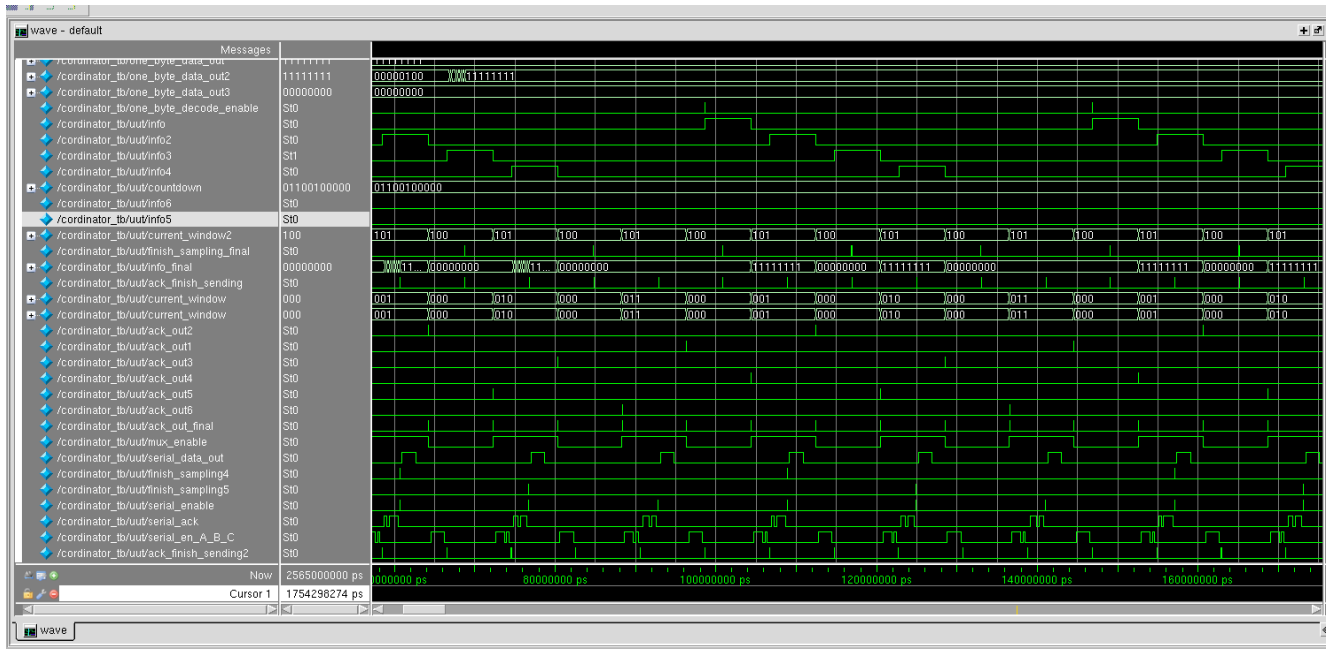 wave - default
Messages
/cordinator_tb/one_byte_data_out 11111111 11111111
/cordinator_tb/one_byte_data_out2 11111111 00000100 11111111
/cordinator_tb/one_byte_data_out3 00000000 00000000
/cordinator_tb/one_byte_decode_enable St0
/cordinator_tb/uut/info St0
/cordinator_tb/uut/info2 St0
/cordinator_tb/uut/info3 St1
/cordinator_tb/uut/info4 St0
/cordinator_tb/uut/countdown 01100100000 01100100000
/cordinator_tb/uut/info6 St0
/cordinator_tb/uut/info5 St0
/cordinator_tb/uut/current_window2 100 101 100 101 100 101 100 101 100 101 100 101 100 101 100 101
/cordinator_tb/uut/finish_sampling_final St0
/cordinator_tb/uut/info_final 00000000 11... 00000000 11... 00000000 11111111 00000000 11111111 00000000 11111111 00000000 11111111
/cordinator_tb/uut/ack_finish_sending St0
/cordinator_tb/uut/current_window 000 001 000 010 000 011 000 001 000 010 000 011 000 001 000 010
/cordinator_tb/uut/current_window 000 001 000 010 000 011 000 001 000 010 000 011 000 001 000 010
/cordinator_tb/uut/ack_out2 St0
/cordinator_tb/uut/ack_out1 St0
/cordinator_tb/uut/ack_out3 St0
/cordinator_tb/uut/ack_out4 St0
/cordinator_tb/uut/ack_out5 St0
/cordinator_tb/uut/ack_out6 St0
/cordinator_tb/uut/ack_out_final St0
/cordinator_tb/uut/mux_enable St0
/cordinator_tb/uut/serial_data_out St0
/cordinator_tb/uut/finish_sampling4 St0
/cordinator_tb/uut/finish_sampling5 St0
/cordinator_tb/uut/serial_enable St0
/cordinator_tb/uut/serial_ack St0
/cordinator_tb/uut/serial_en_A_B_C St0
/cordinator_tb/uut/ack_finish_sending2 St0
Now 2565000000 ps 0000000 ps 80000000 ps 100000000 ps 120000000 ps 140000000 ps 160000000 ps
Cursor 1 1754298274 ps
wave